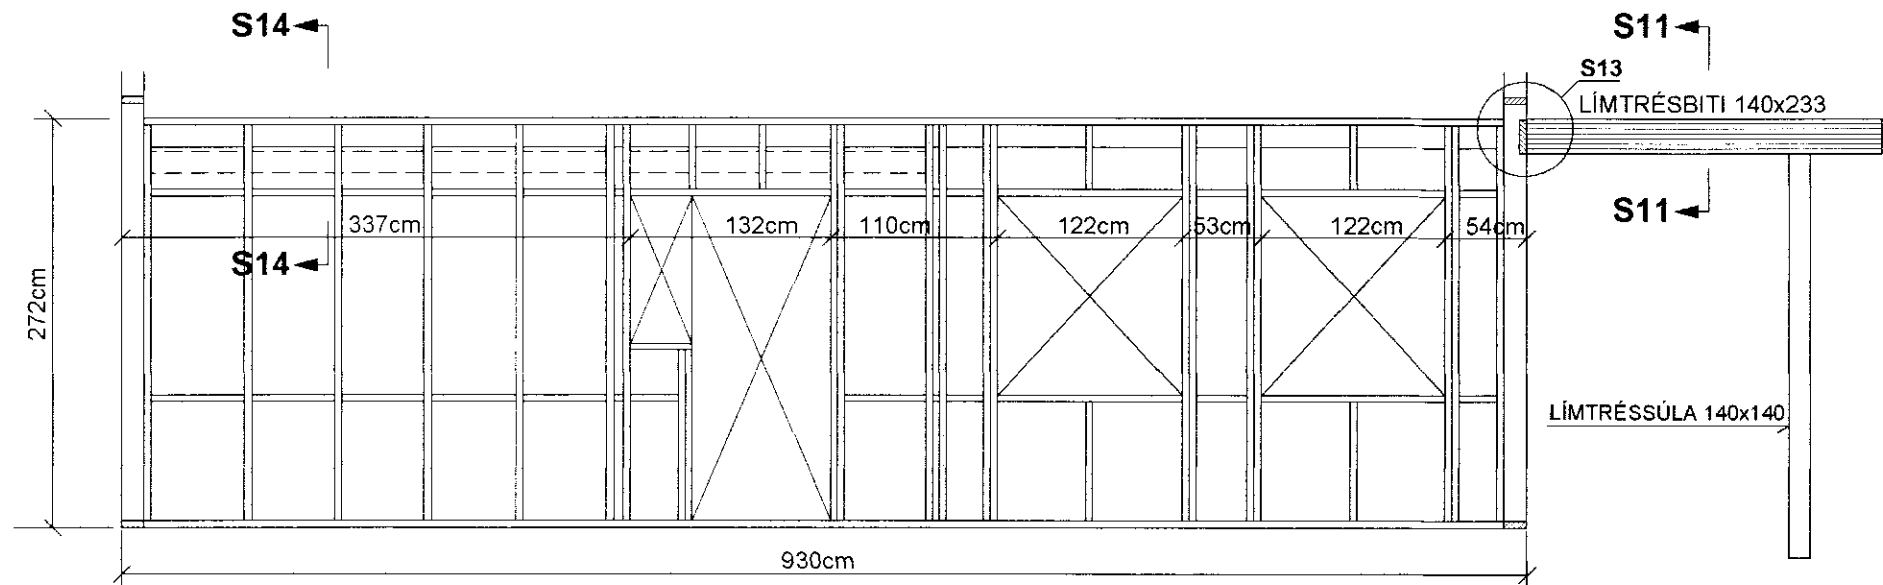 S14
S11
S13
LÍMTRÉSBITI 140x233
337cm
132cm
110cm
122cm
53cm
122cm
54cm
S11
S14
272cm
LÍMTRÉSSÚLA 140x140
930cm